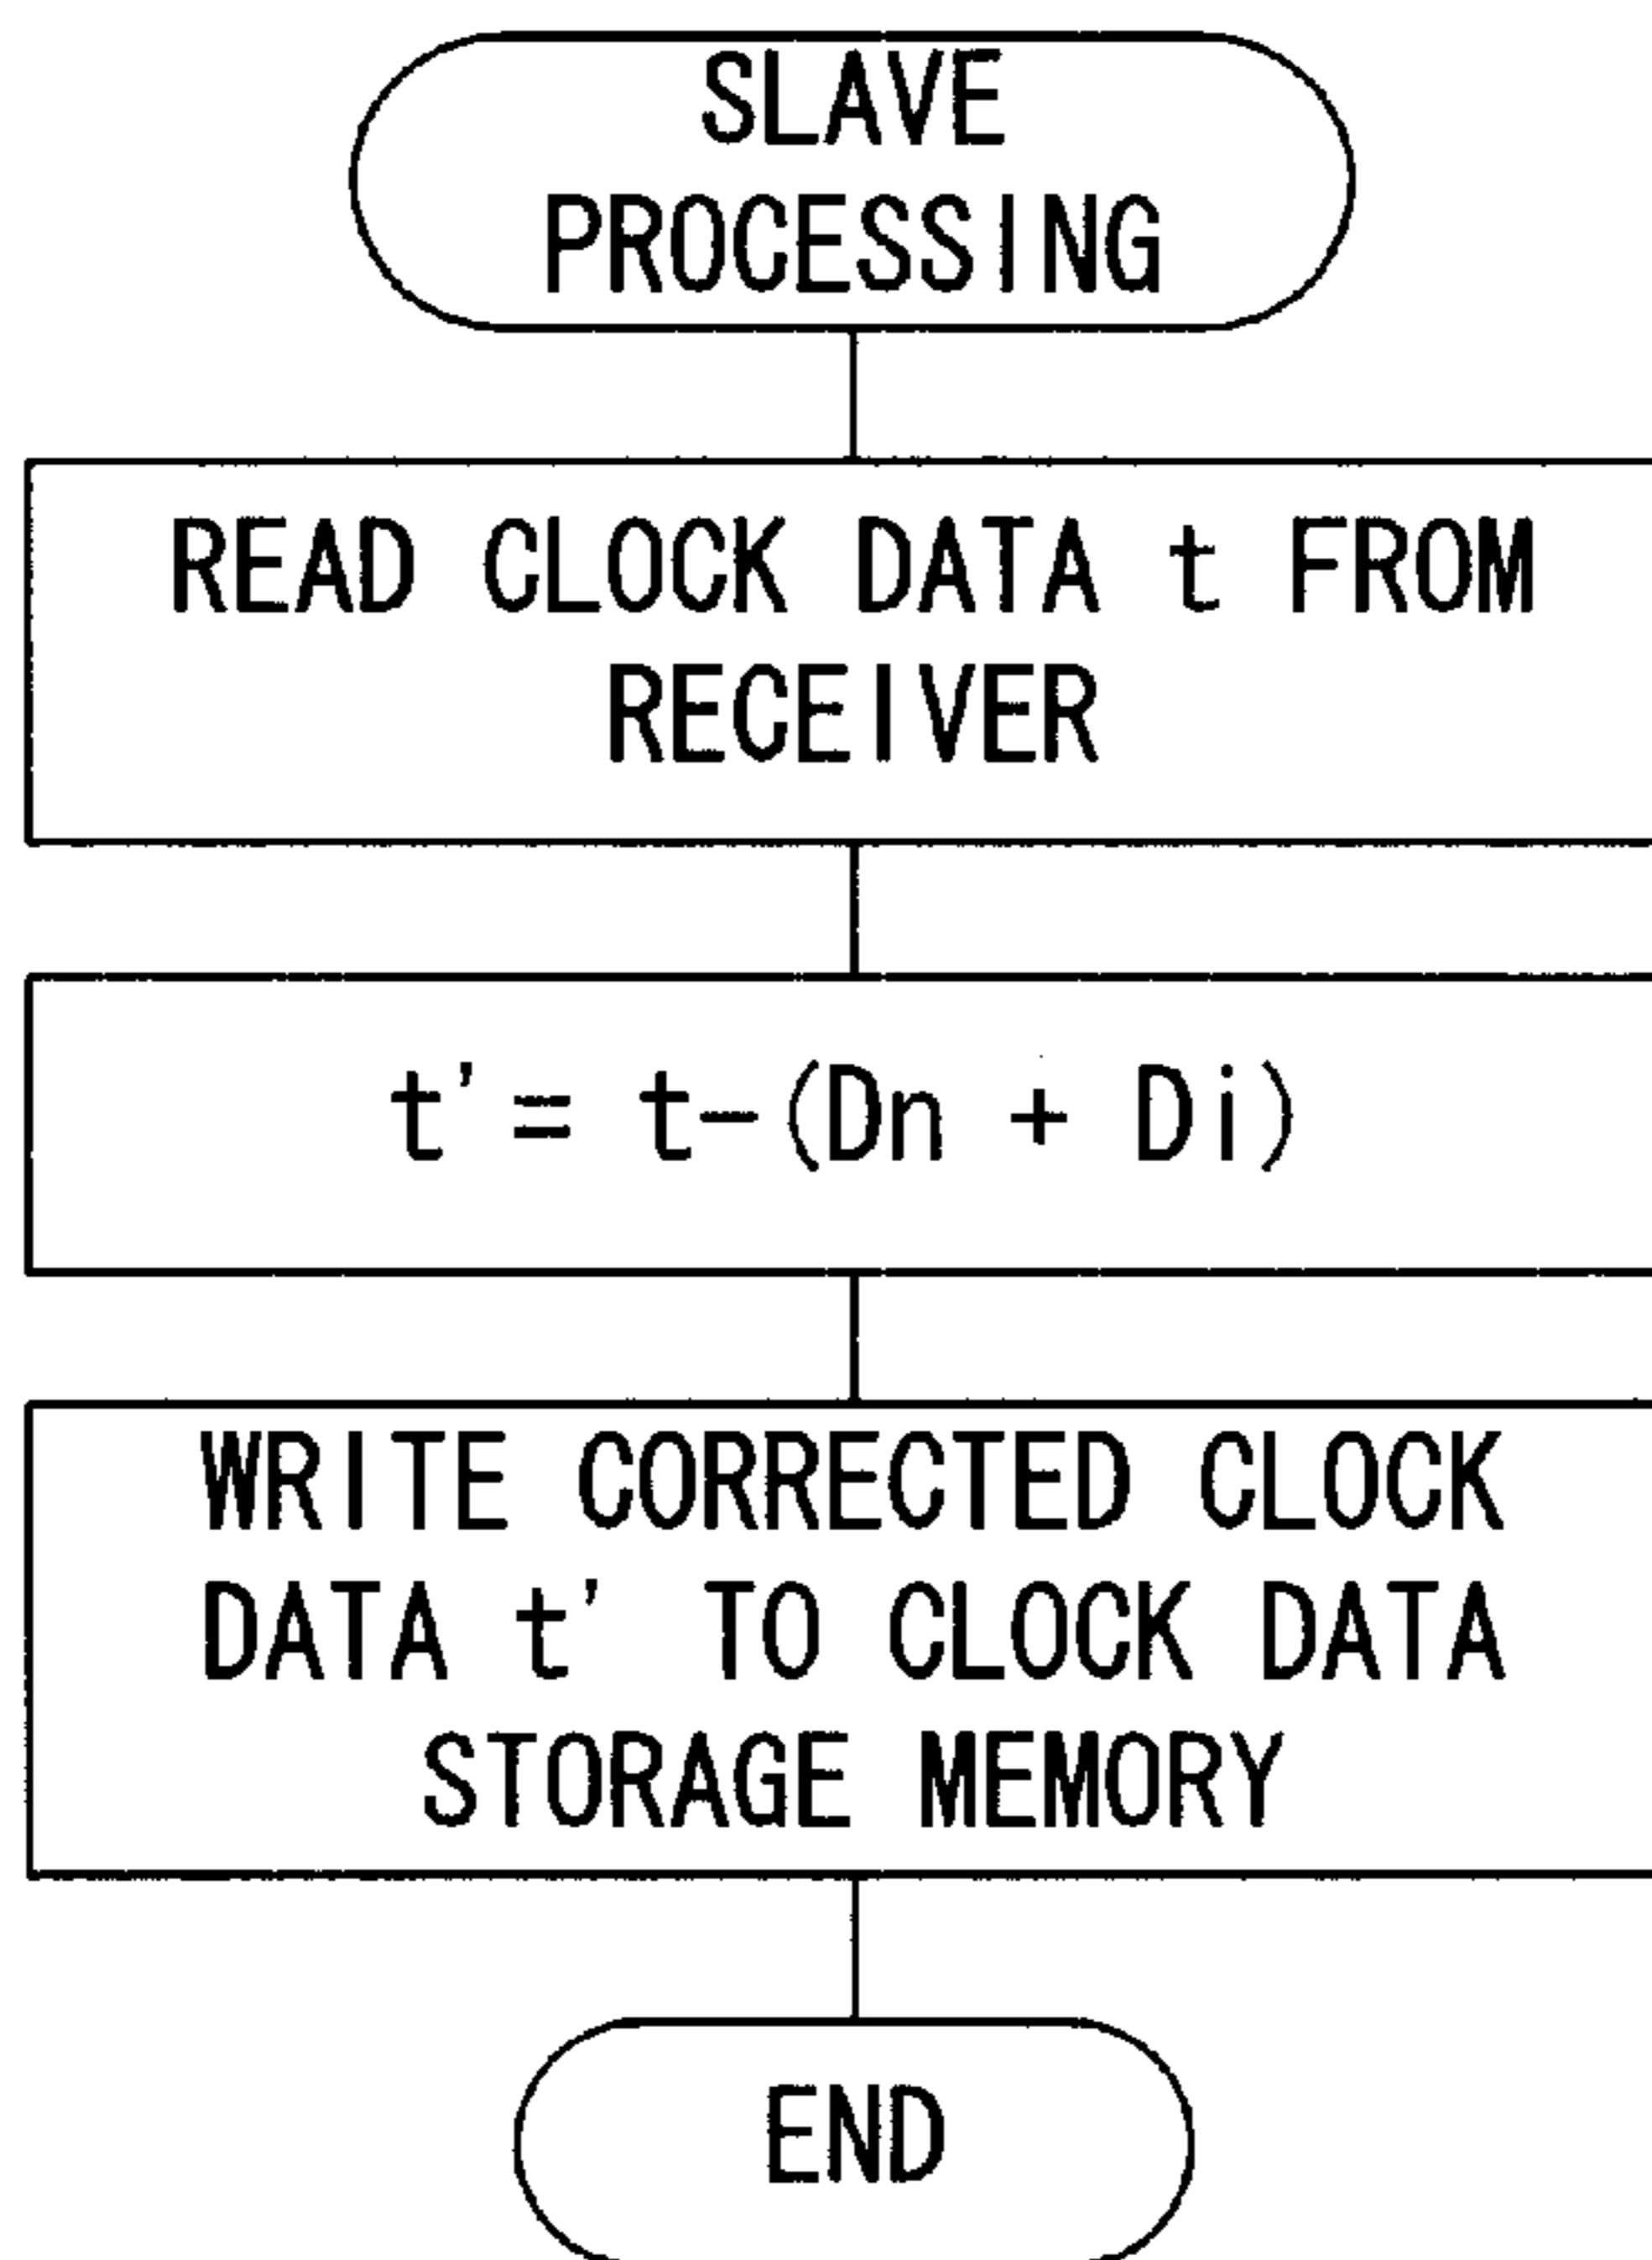 SLAVE
PROCESSING
READ CLOCK DATA t FROM
RECEIVER
t'= t-(Dn + Di)
WRITE CORRECTED CLOCK
DATA t' TO CLOCK DATA
STORAGE MEMORY
END